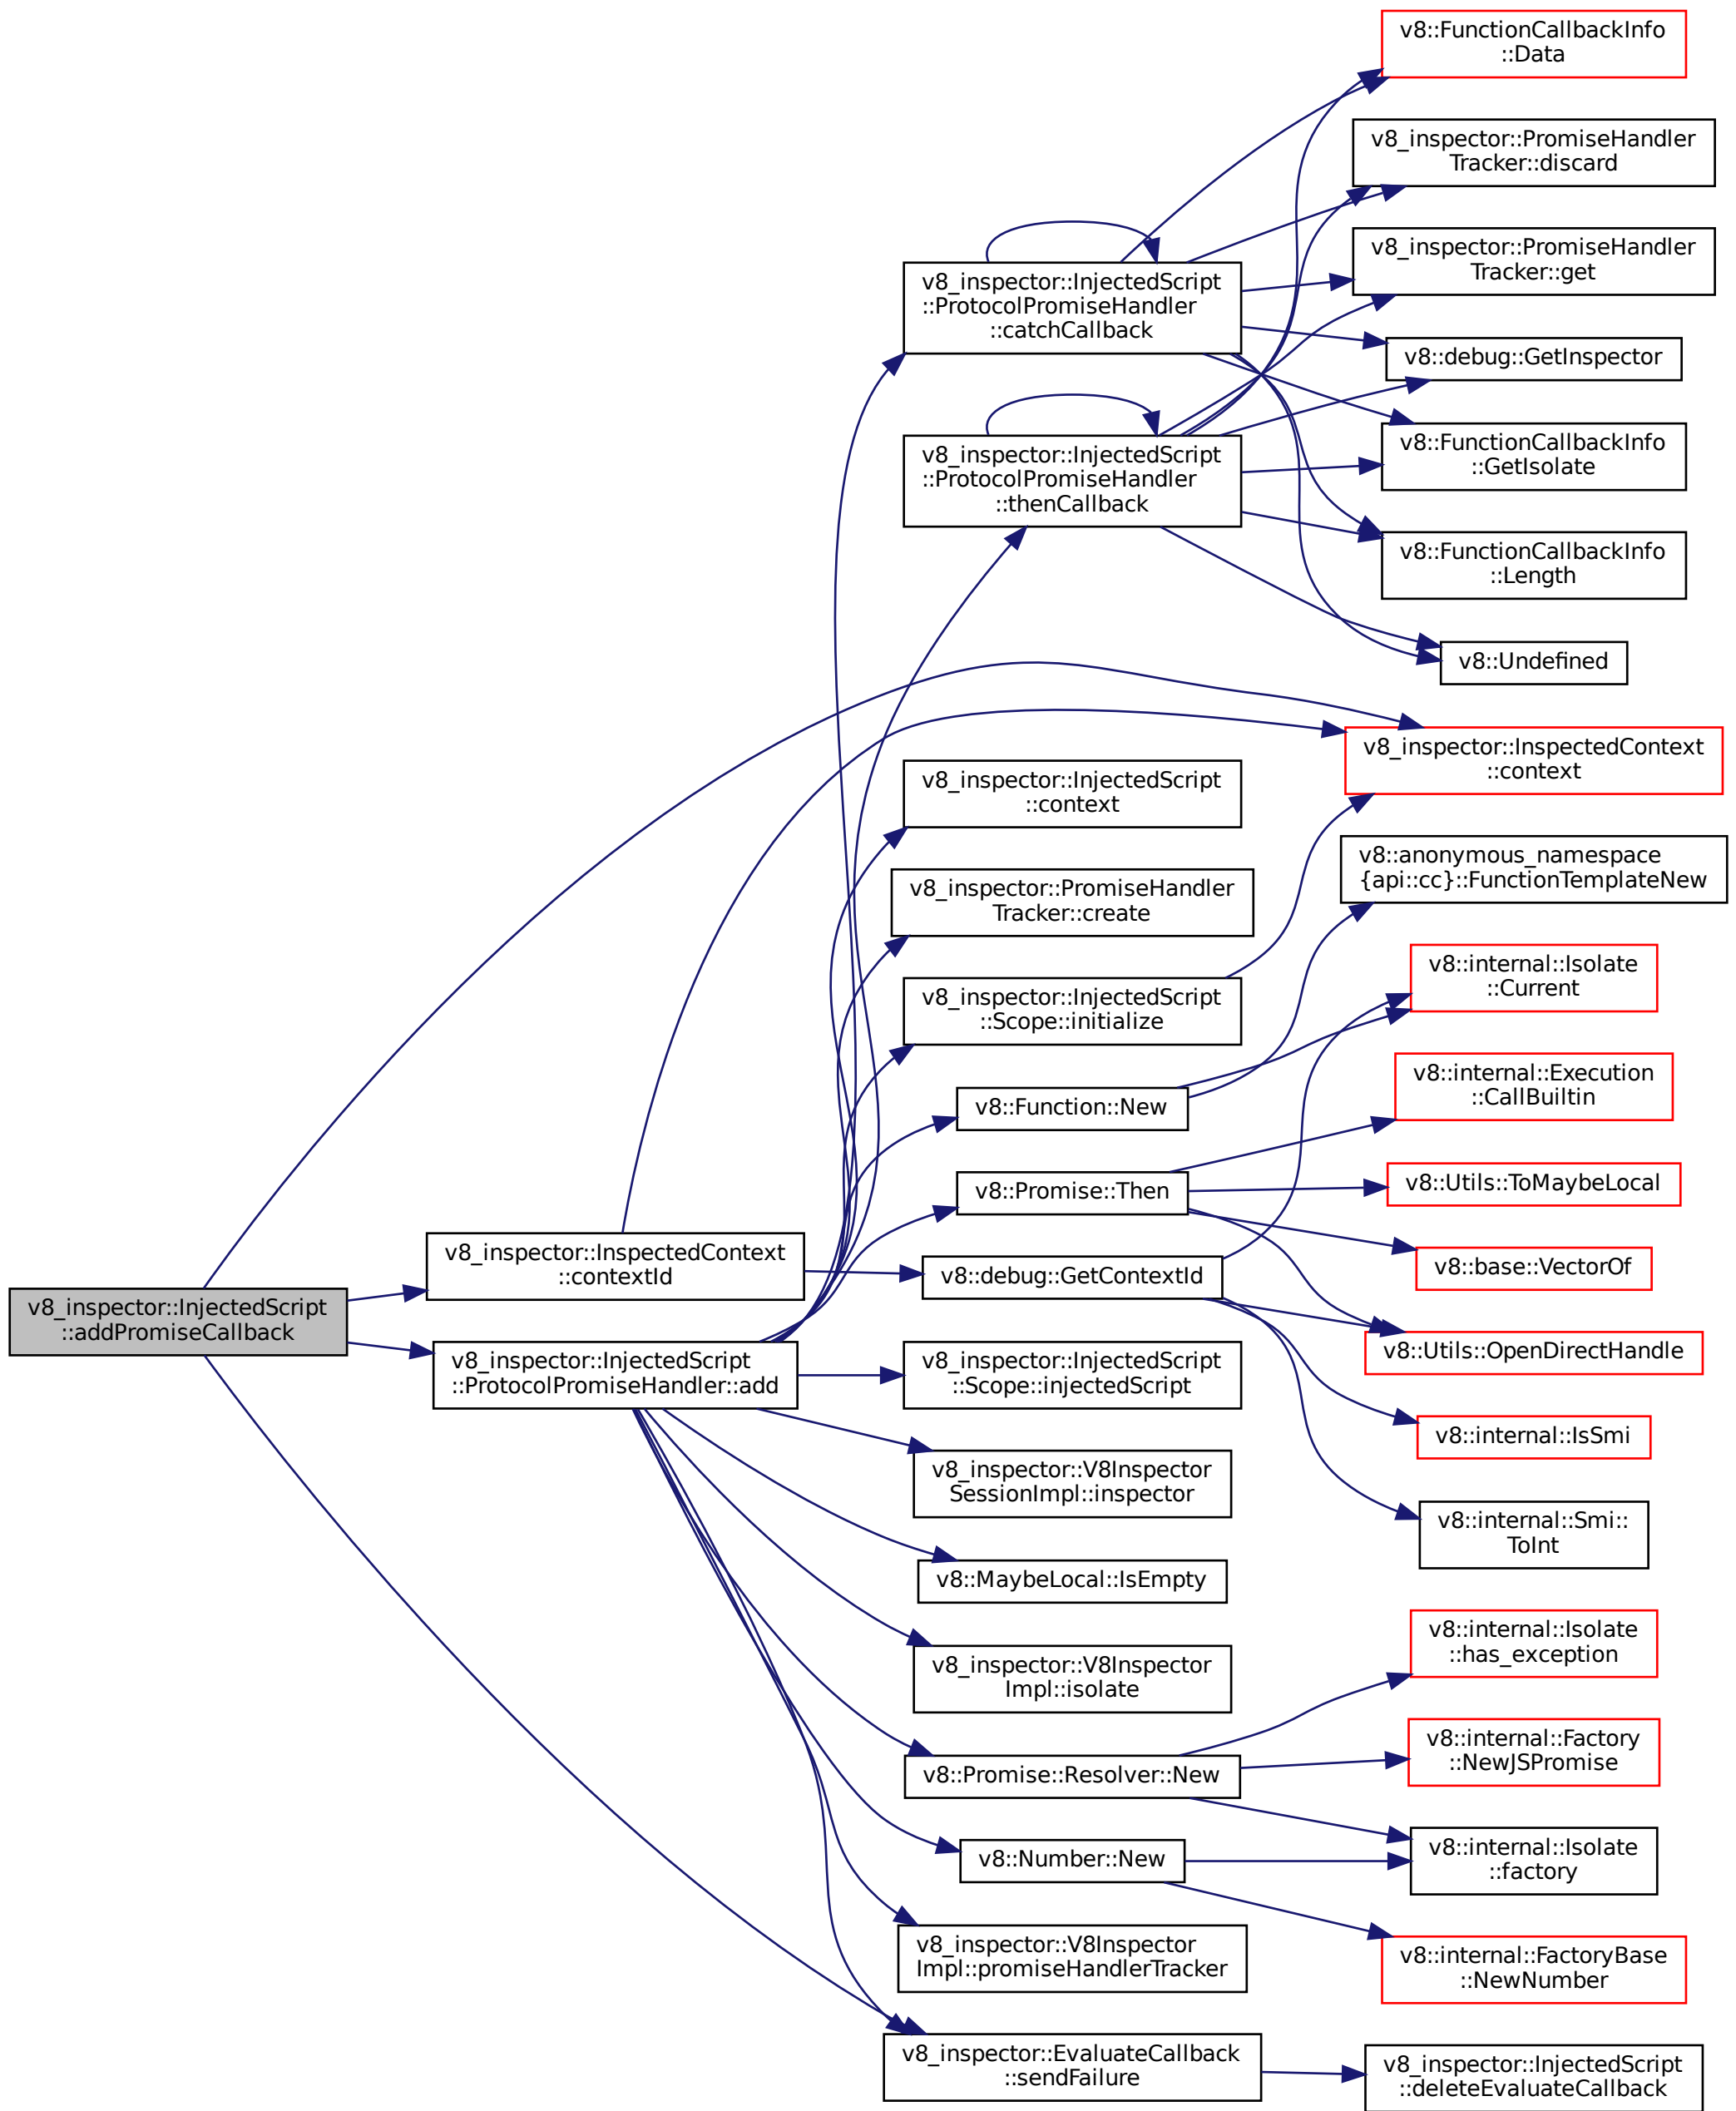 v8::FunctionCallbackInfo
::Data
v8_inspector::PromiseHandler
Tracker::discard
v8_inspector::PromiseHandler
Tracker::get
v8_inspector::InjectedScript
::ProtocolPromiseHandler
::catchCallback
v8::debug::GetInspector
v8::FunctionCallbackInfo
::GetIsolate
v8_inspector::InjectedScript
::ProtocolPromiseHandler
::thenCallback
v8::FunctionCallbackInfo
::Length
v8::Undefined
v8_inspector::InspectedContext
::context
v8_inspector::InjectedScript
::context
v8::anonymous_namespace
{api::cc}::FunctionTemplateNew
v8_inspector::PromiseHandler
Tracker::create
v8::internal::Isolate
::Current
v8_inspector::InjectedScript
::Scope::initialize
v8::internal::Execution
::CallBuiltin
v8::Function::New
v8::Promise::Then
v8::Utils::ToMaybeLocal
v8::base::VectorOf
v8_inspector::InspectedContext
::contextId
v8::debug::GetContextId
v8_inspector::InjectedScript
::addPromiseCallback
v8::Utils::OpenDirectHandle
v8_inspector::InjectedScript
::ProtocolPromiseHandler::add
v8_inspector::InjectedScript
::Scope::injectedScript
v8::internal::IsSmi
v8_inspector::V8Inspector
SessionImpl::inspector
v8::internal::Smi::
ToInt
v8::MaybeLocal::IsEmpty
v8::internal::Isolate
::has_exception
v8_inspector::V8Inspector
Impl::isolate
v8::internal::Factory
::NewJSPromise
v8::Promise::Resolver::New
v8::internal::Isolate
::factory
v8::Number::New
v8_inspector::V8Inspector
Impl::promiseHandlerTracker
v8::internal::FactoryBase
::NewNumber
v8_inspector::EvaluateCallback
::sendFailure
v8_inspector::InjectedScript
::deleteEvaluateCallback